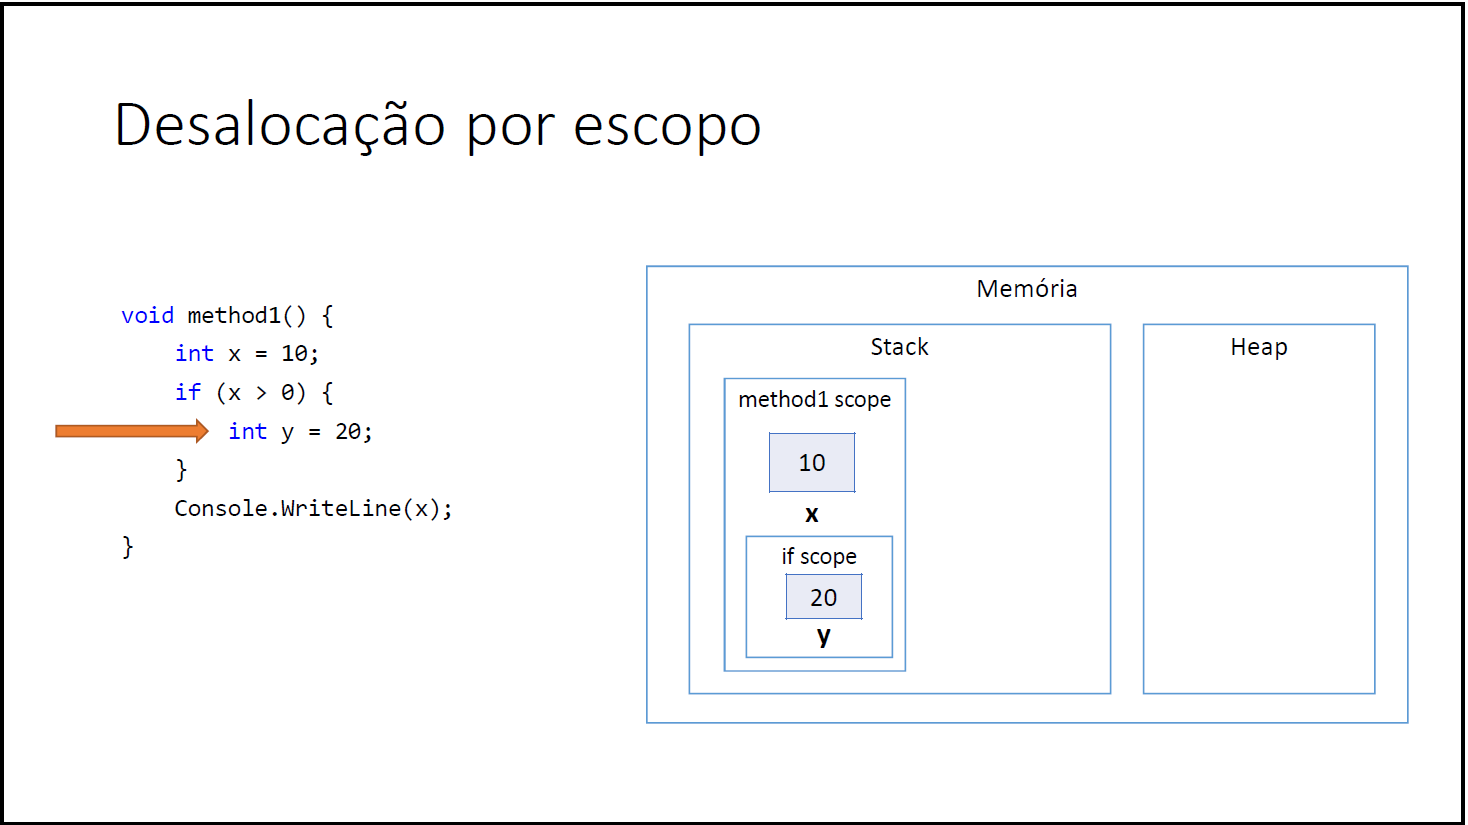 Desalocação por escopo
void method1() {
    int x = 10;
    if (x > 0) {
        int y = 20;
    }
    Console.WriteLine(x);
}
Memória
Stack
Heap
method1 scope
10
x
if scope
20
y